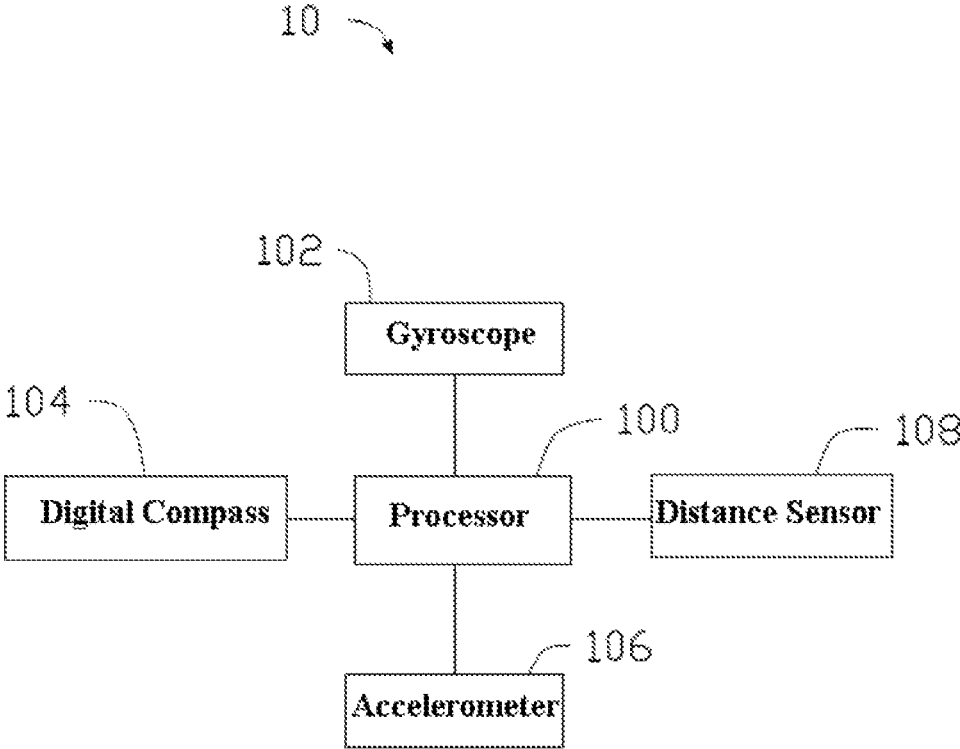 10
102
Gyroscope
104
100
108
Digital Compass
Processor
Distance Sensor
106
Accelerometer